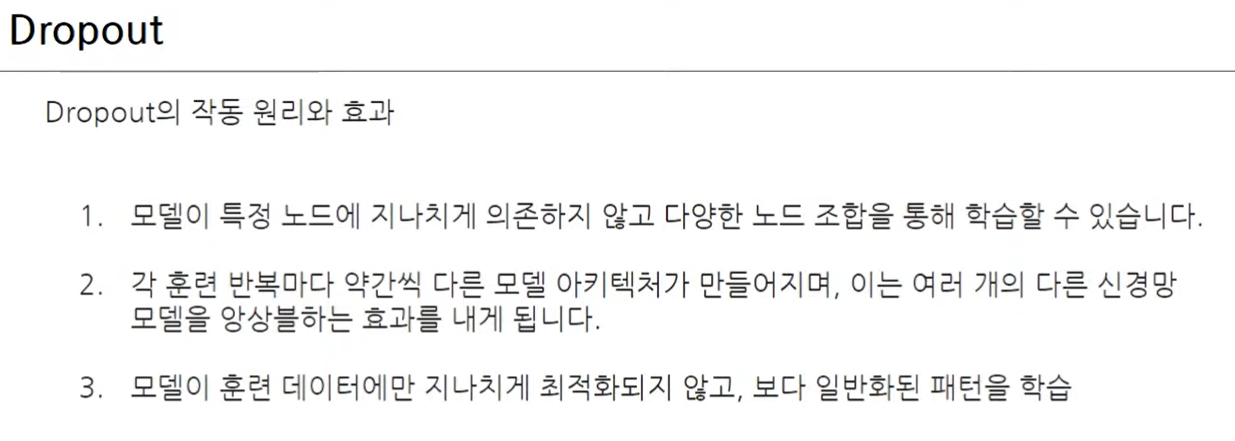 Dropout
Dropout의 작동 원리와 효과
1. 모델이 특정 노드에 지나치게 의존하지 않고 다양한 노드 조합을 통해 학습할 수 있습니다.
2. 각 훈련 반복마다 약간씩 다른 모델 아키텍처가 만들어지며, 이는 여러 개의 다른 신경망
모델을 앙상블하는 효과를 내게 됩니다.
3. 모델이 훈련 데이터에만 지나치게 최적화되지 않고, 보다 일반화된 패턴을 학습